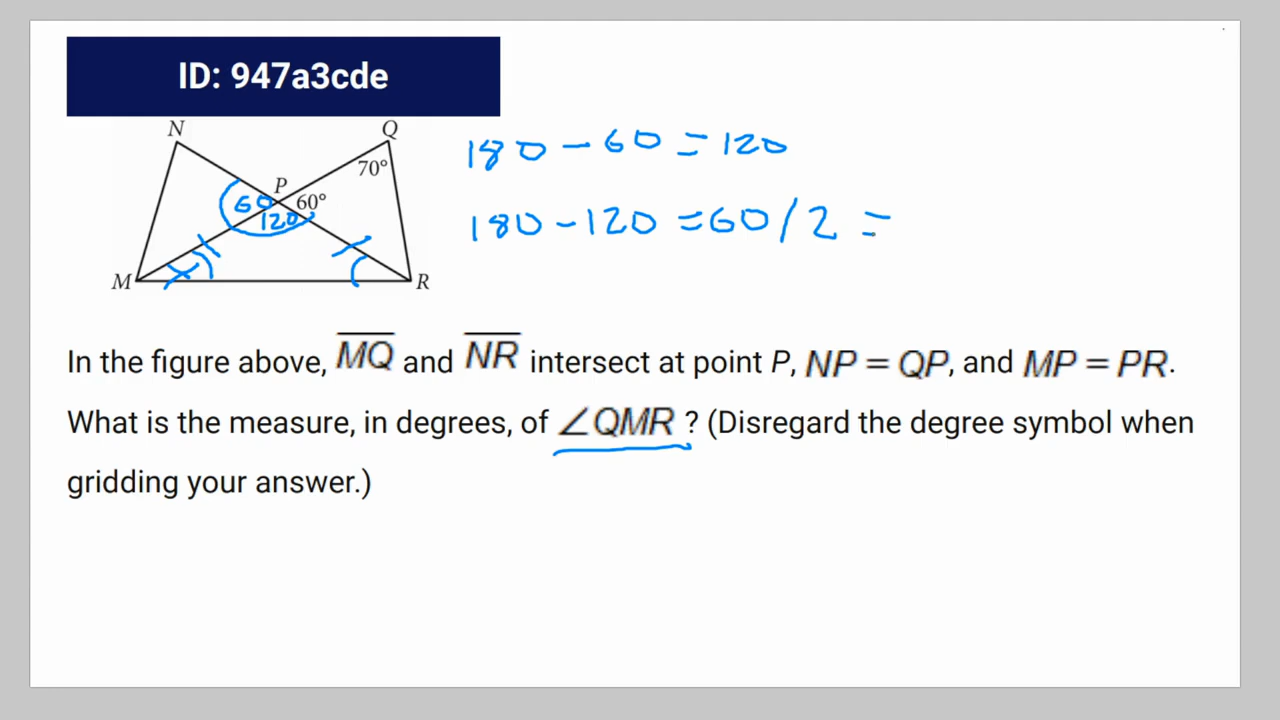 ID: 947a3cde
N
Q
180 - 60 = 120
70°
P
60
60°
120
180 - 120 = 60 / 2 =
M
R
In the figure above, MQ and NR intersect at point P, NP = QP, and MP = PR.
What is the measure, in degrees, of ∠QMR ? (Disregard the degree symbol when
gridding your answer.)